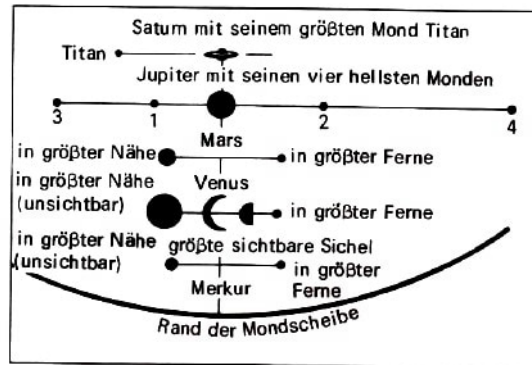 Saturn mit seinem größten Mond Titan
Titan
Jupiter mit seinen vier hellsten Monden
3 1 2 4
Mars
in größter Nähe in größter Ferne
Venus
in größter Nähe
(unsichtbar)
in größter Ferne
größte sichtbare Sichel
in größter Nähe
(unsichtbar)
in größter
Ferne
Merkur
Rand der Mondscheibe